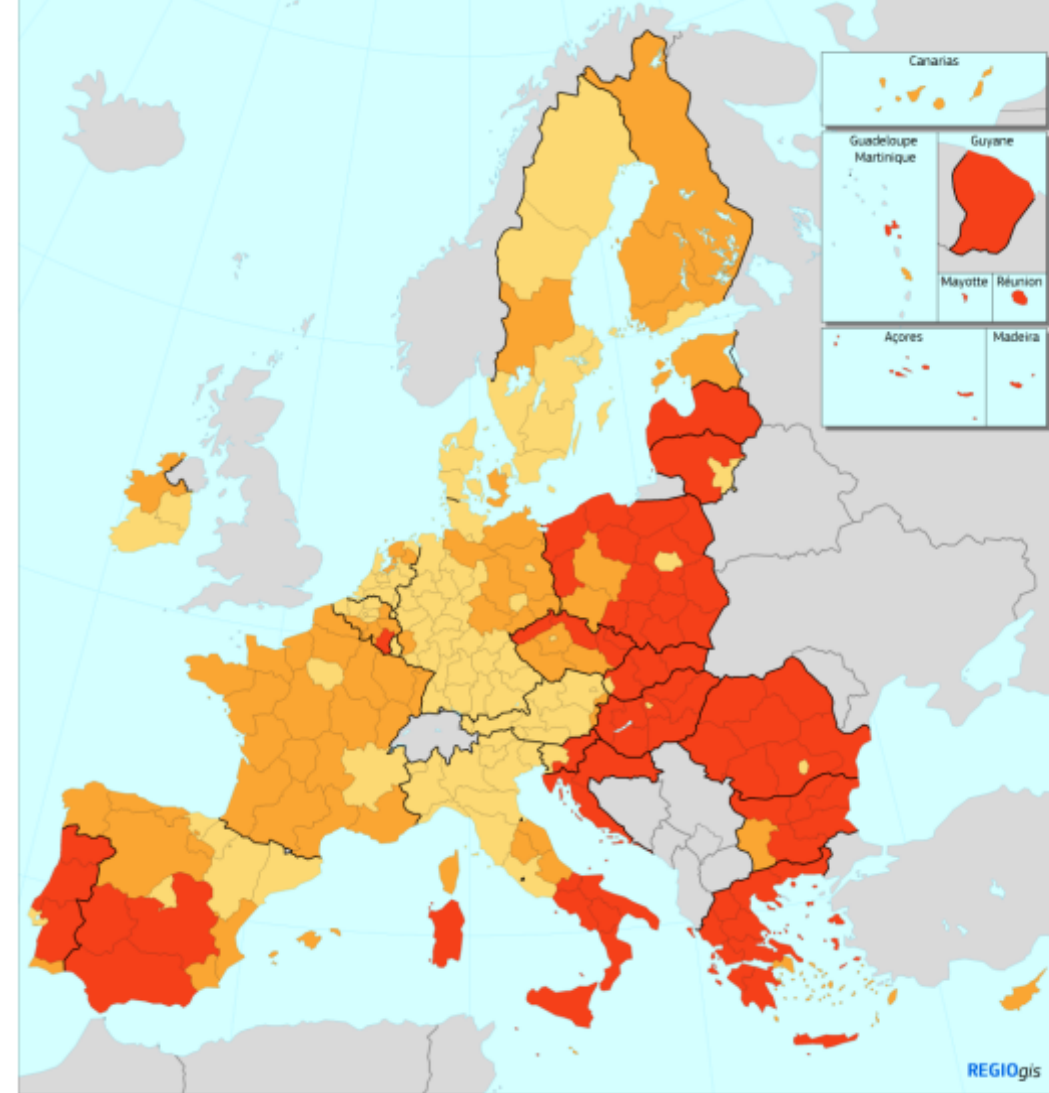 Canarias
Guadeloupe
Martinique
Guyane
Mayotte
Réunion
Açores
Madeira
REGIOgis